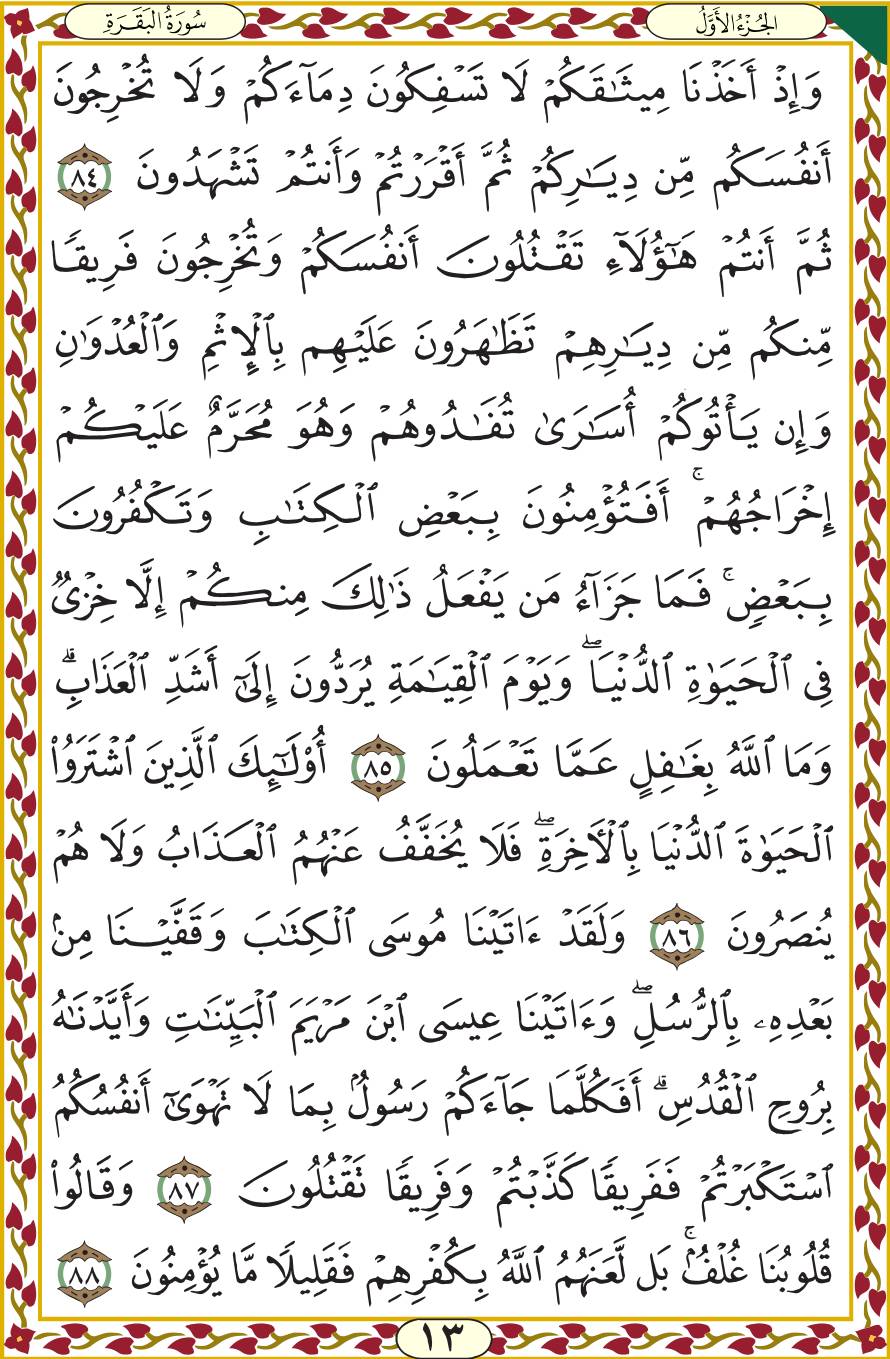 الجُزْءُ الأَوَّلُ
سُورَةُ البَقَرَةِ
وَإِذْ أَخَذْنَا مِيثَٰقَكُمْ لَا تَسْفِكُونَ دِمَآءَكُمْ وَلَا تُخْرِجُونَ
أَنفُسَكُم مِّن دِيَٰرِكُمْ ثُمَّ أَقْرَرْتُمْ وَأَنتُمْ تَشْهَدُونَ ٨٤
ثُمَّ أَنتُمْ هَٰٓؤُلَآءِ تَقْتُلُونَ أَنفُسَكُمْ وَتُخْرِجُونَ فَرِيقًا
مِّنكُم مِّن دِيَٰرِهِمْ تَظَٰهَرُونَ عَلَيْهِم بِٱلْإِثْمِ وَٱلْعُدْوَٰنِ
وَإِن يَأْتُوكُمْ أُسَٰرَىٰ تُفَٰدُوهُمْ وَهُوَ مُحَرَّمٌ عَلَيْكُمْ
إِخْرَاجُهُمْ ۚ أَفَتُؤْمِنُونَ بِبَعْضِ ٱلْكِتَٰبِ وَتَكْفُرُونَ
بِبَعْضٍ ۚ فَمَا جَزَآءُ مَن يَفْعَلُ ذَٰلِكَ مِنكُمْ إِلَّا خِزْىٌ
فِى ٱلْحَيَوٰةِ ٱلدُّنْيَا ۖ وَيَوْمَ ٱلْقِيَٰمَةِ يُرَدُّونَ إِلَىٰٓ أَشَدِّ ٱلْعَذَابِ ۗ
وَمَا ٱللَّهُ بِغَٰفِلٍ عَمَّا تَعْمَلُونَ ٨٥ أُو۟لَٰٓئِكَ ٱلَّذِينَ ٱشْتَرَوُا۟
ٱلْحَيَوٰةَ ٱلدُّنْيَا بِٱلْءَاخِرَةِ ۖ فَلَا يُخَفَّفُ عَنْهُمُ ٱلْعَذَابُ وَلَا هُمْ
يُنصَرُونَ ٨٦ وَلَقَدْ ءَاتَيْنَا مُوسَى ٱلْكِتَٰبَ وَقَفَّيْنَا مِنۢ
بَعْدِهِۦ بِٱلرُّسُلِ ۖ وَءَاتَيْنَا عِيسَى ٱبْنَ مَرْيَمَ ٱلْبَيِّنَٰتِ وَأَيَّدْنَٰهُ
بِرُوحِ ٱلْقُدُسِ ۗ أَفَكُلَّمَا جَآءَكُمْ رَسُولٌۢ بِمَا لَا تَهْوَىٰٓ أَنفُسُكُمُ
ٱسْتَكْبَرْتُمْ فَفَرِيقًا كَذَّبْتُمْ وَفَرِيقًا تَقْتُلُونَ ٨٧ وَقَالُوا۟
قُلُوبُنَا غُلْفٌۢ ۚ بَل لَّعَنَهُمُ ٱللَّهُ بِكُفْرِهِمْ فَقَلِيلًا مَّا يُؤْمِنُونَ ٨٨
١٣